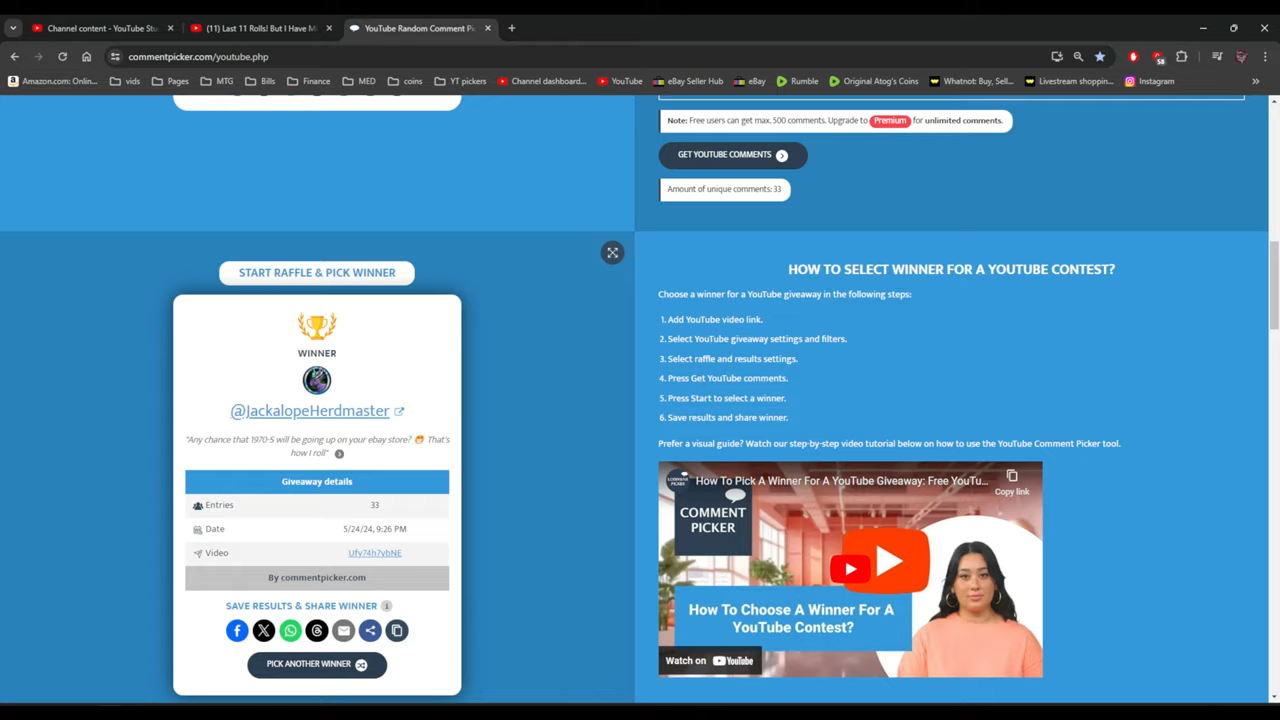 Channel content - YouTube Stu
(11) Last 11 Rolls! But I Have M
YouTube Random Comment Pi
commentpicker.com/youtube.php
58
Amazon.com: Onlin...
vids
Pages
MTG
Bills
Finance
MED
coins
YT pickers
Channel dashboard...
YouTube
eBay Seller Hub
eBay
Rumble
Original Atog's Coins
Whatnot: Buy, Sell...
Livestream shoppin...
Instagram
Note: Free users can get max. 500 comments. Upgrade to Premium for unlimited comments.
GET YOUTUBE COMMENTS
Amount of unique comments: 33
START RAFFLE & PICK WINNER
WINNER
@JackalopeHerdmaster
"Any chance that 1970-S will be going up on your ebay store? 🤭 That's
how I roll"
Giveaway details
Entries 33
Date 5/24/24, 9:26 PM
Video Ufy74h7ybNE
By commentpicker.com
SAVE RESULTS & SHARE WINNER
PICK ANOTHER WINNER
HOW TO SELECT WINNER FOR A YOUTUBE CONTEST?
Choose a winner for a YouTube giveaway in the following steps:
1. Add YouTube video link.
2. Select YouTube giveaway settings and filters.
3. Select raffle and results settings.
4. Press Get YouTube comments.
5. Press Start to select a winner.
6. Save results and share winner.
Prefer a visual guide? Watch our step-by-step video tutorial below on how to use the YouTube Comment Picker tool.
How To Pick A Winner For A YouTube Giveaway: Free YouTu...
Copy link
COMMENT
PICKER
How To Choose A Winner For A
YouTube Contest?
Watch on YouTube